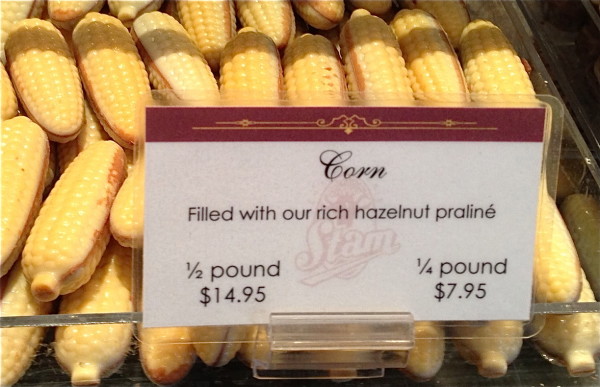 Corn
Filled with our rich hazelnut praliné
Stam
½ pound
$14.95
¼ pound
$7.95